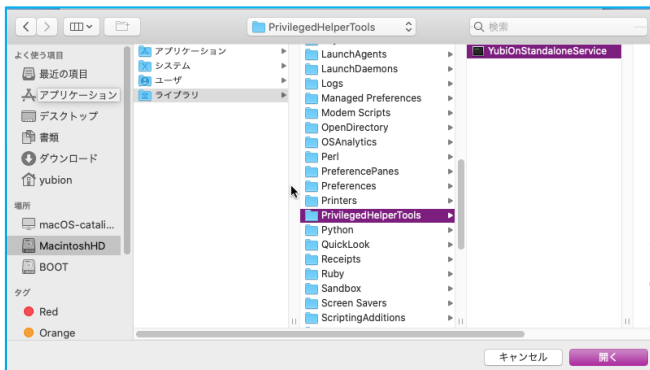 PrivilegedHelperTools
検索
よく使う項目
最近の項目
アプリケーション
デスクトップ
書類
ダウンロード
yubion
場所
macOS-catali...
MacintoshHD
BOOT
タグ
Red
Orange
アプリケーション
システム
ユーザ
ライブラリ
LaunchAgents
LaunchDaemons
Logs
Managed Preferences
Modem Scripts
OpenDirectory
OSAnalytics
Perl
PreferencePanes
Preferences
Printers
PrivilegedHelperTools
Python
QuickLook
Receipts
Ruby
Sandbox
Screen Savers
ScriptingAdditions
YubiOnStandaloneService
キャンセル
開く